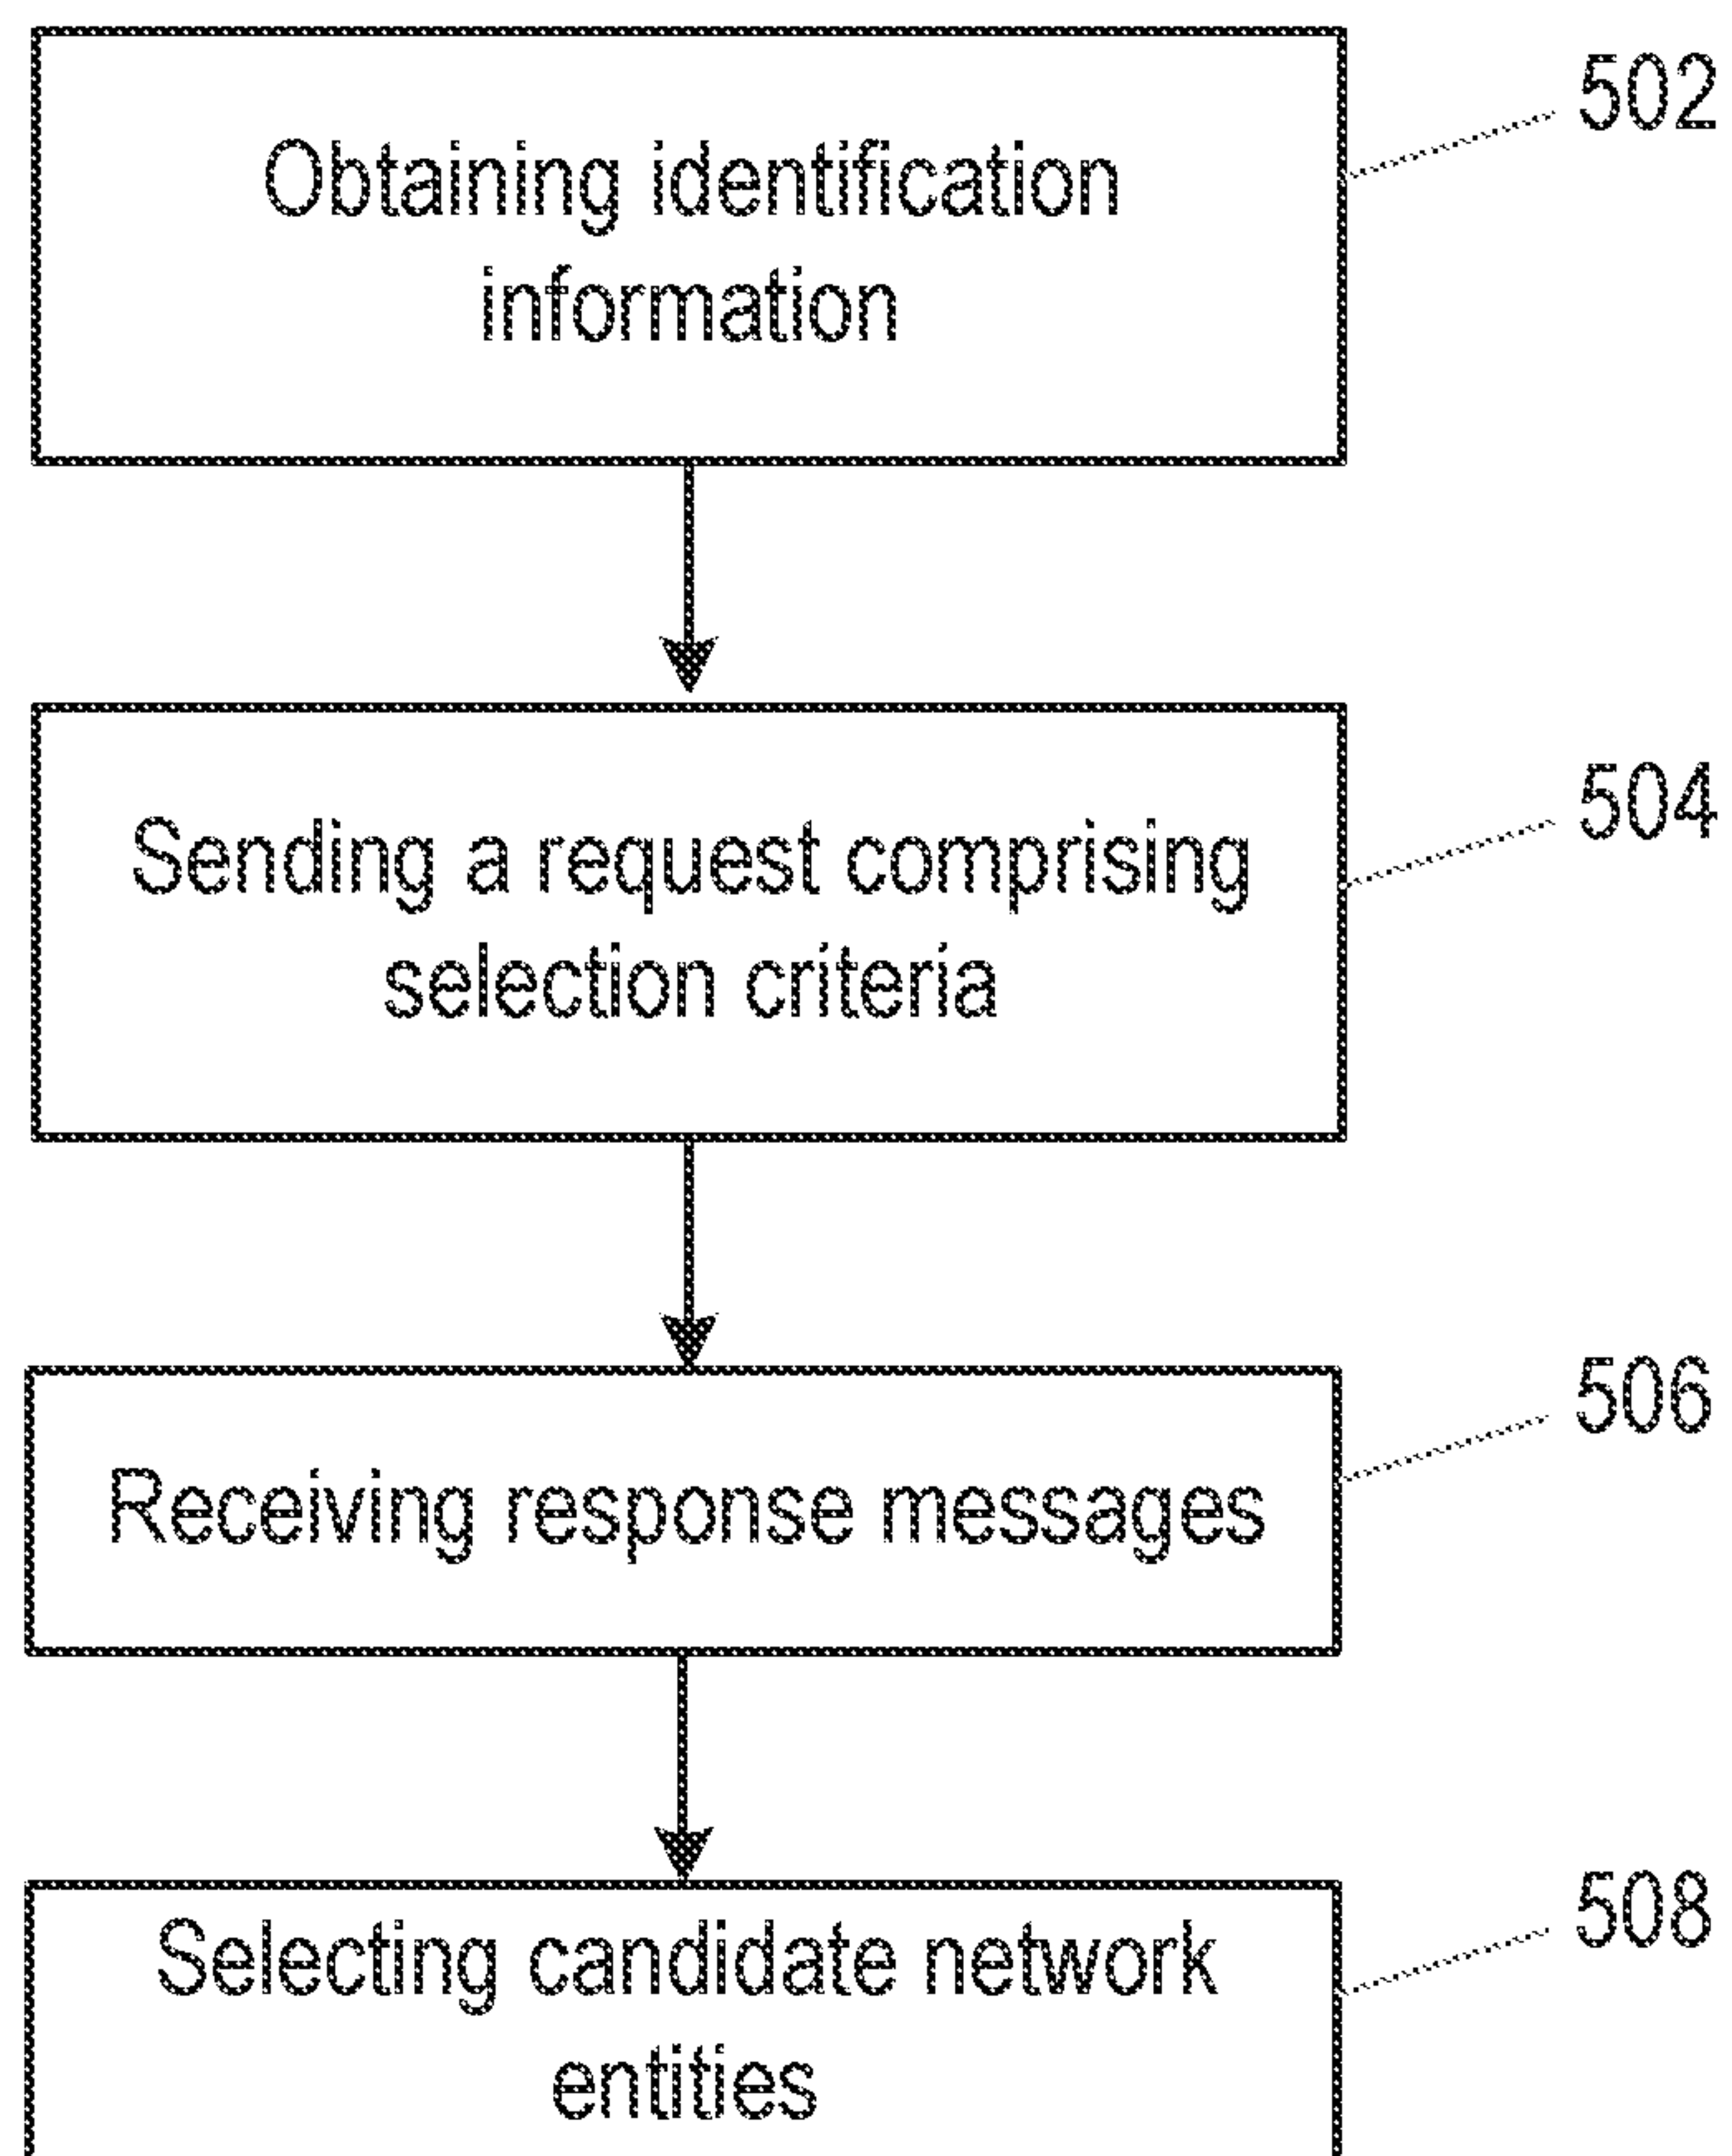 Obtaining identification
information
502
Sending a request comprising
selection criteria
504
Receiving response messages
506
Selecting candidate network
entities
508